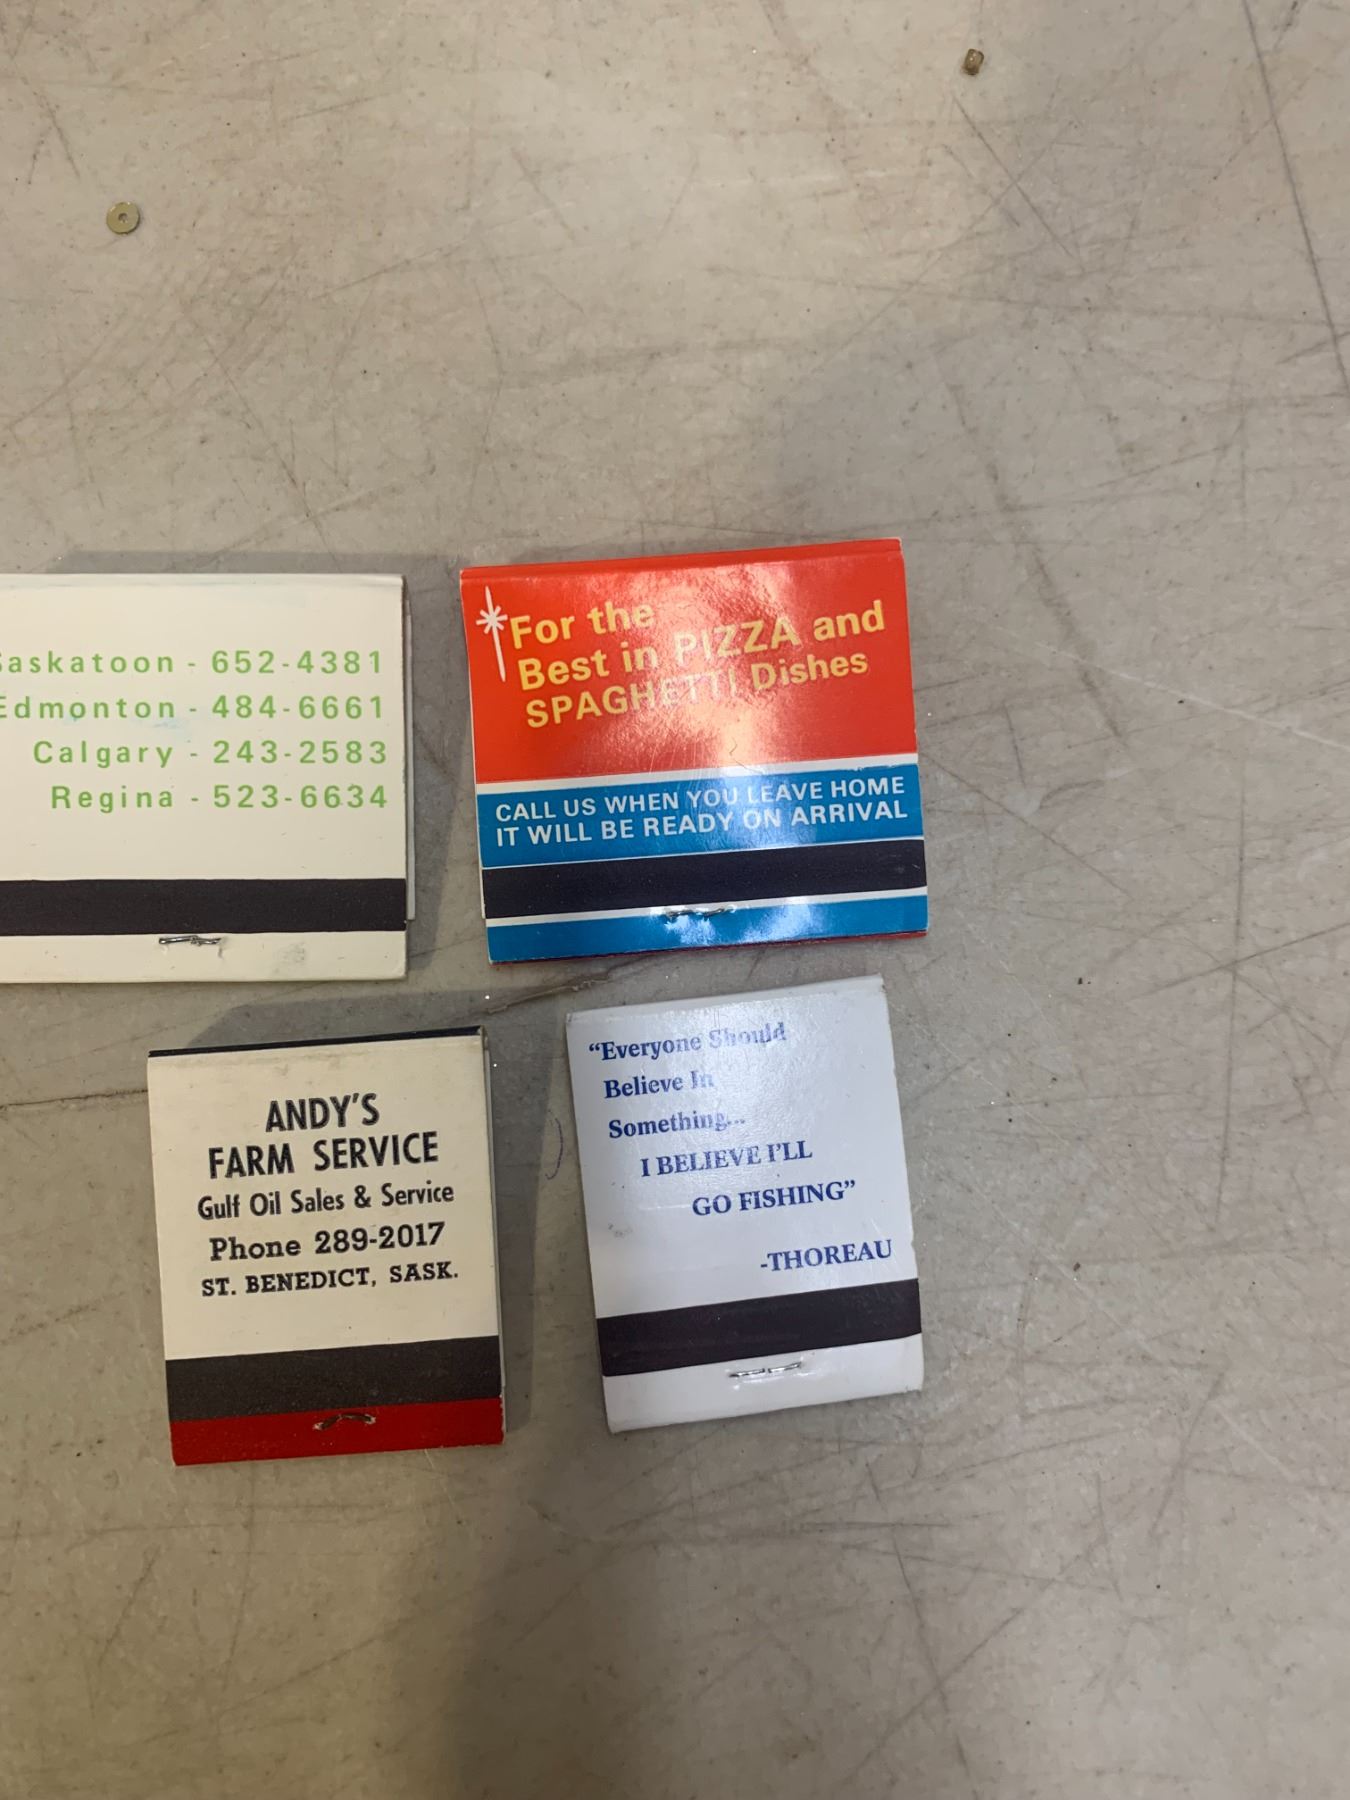 Saskatoon - 652-4381
Edmonton - 484-6661
Calgary - 243-2583
Regina - 523-6634
For the
Best in PIZZA and
SPAGHETTI Dishes
CALL US WHEN YOU LEAVE HOME
IT WILL BE READY ON ARRIVAL
ANDY'S
FARM SERVICE
Gulf Oil Sales & Service
Phone 289-2017
ST. BENEDICT, SASK.
"Everyone Should
Believe In
Something...
I BELIEVE I'LL
GO FISHING"
-THOREAU